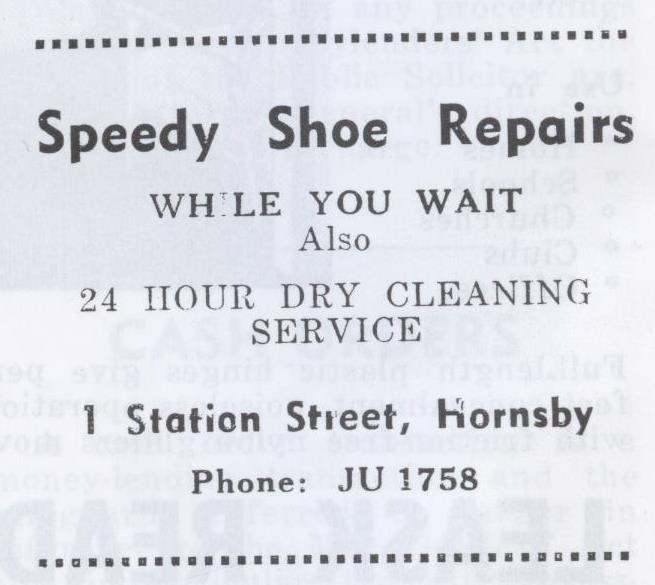 Speedy Shoe Repairs
WHILE YOU WAIT
Also
24 HOUR DRY CLEANING
SERVICE
1 Station Street, Hornsby
Phone: JU 1758